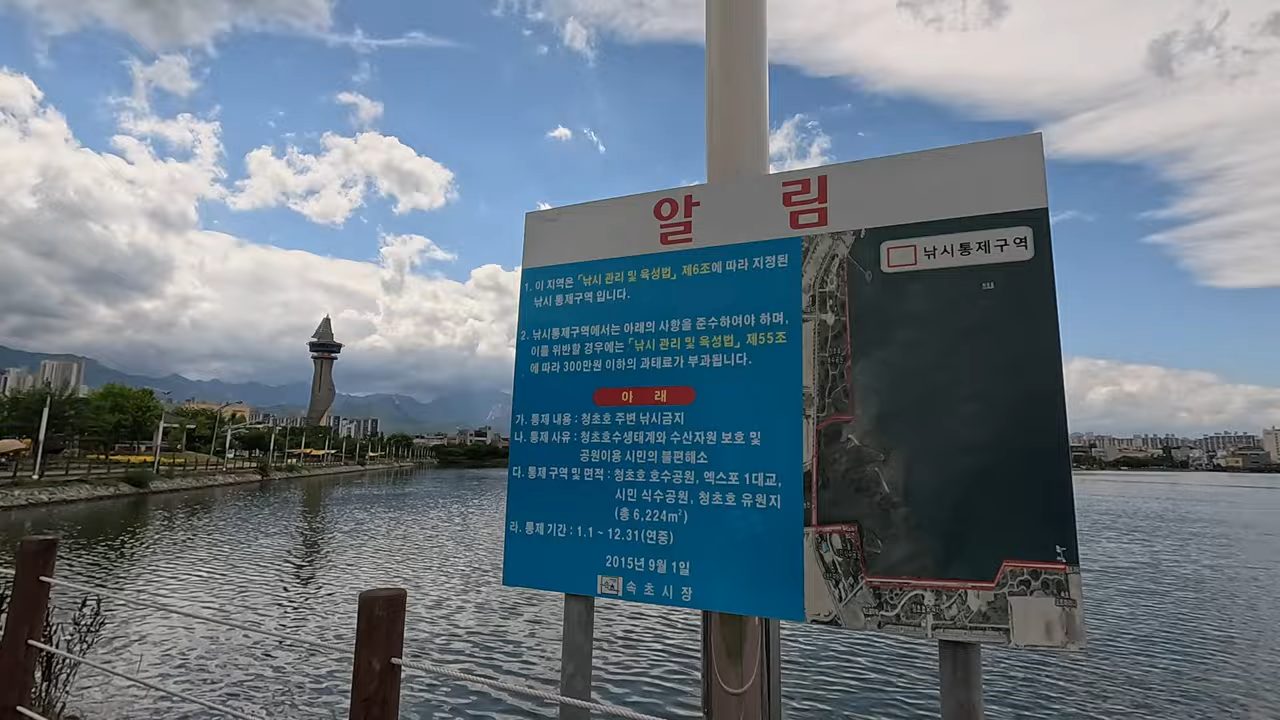 알 림
1. 이 지역은 「낚시 관리 및 육성법」 제6조에 따라 지정된
낚시 통제구역 입니다.
2. 낚시통제구역에서는 아래의 사항을 준수하여야 하며,
이를 위반할 경우에는 「낚시 관리 및 육성법」 제55조
에 따라 300만원 이하의 과태료가 부과됩니다.
아 래
가. 통제 내용 : 청초호 주변 낚시금지
나. 통제 사유 : 청초호수생태계와 수산자원 보호 및
공원이용 시민의 불편해소
다. 통제 구역 및 면적 : 청초호 호수공원, 엑스포 1대교,
시민 식수공원, 청초호 유원지
(총 6,224m²)
라. 통제 기간 : 1.1 ~ 12.31(연중)
2015년 9월 1일
속 초 시 장
낚시통제구역